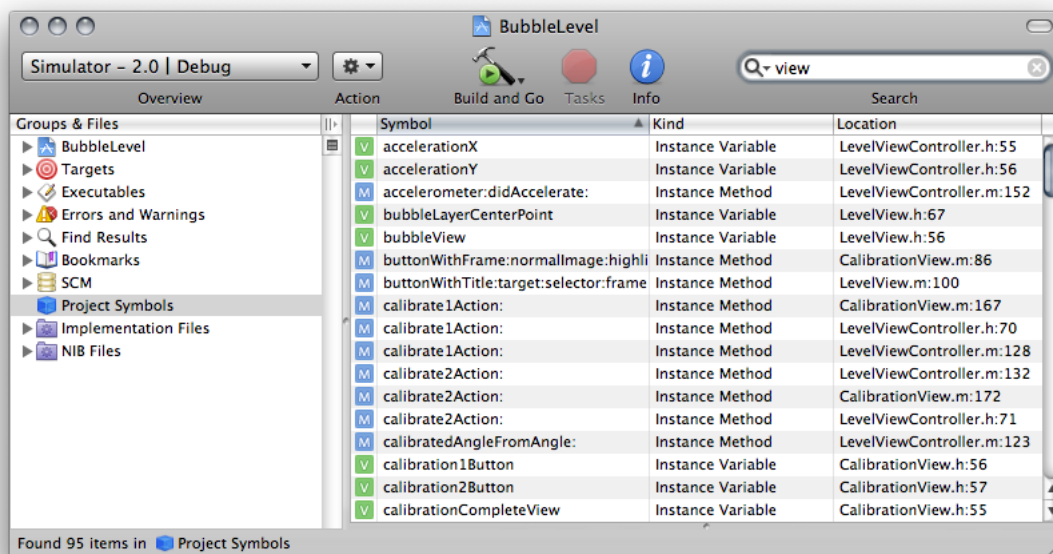 BubbleLevel
Simulator – 2.0 | Debug
view
Overview Action Build and Go Tasks Info Search
Groups & Files Symbol Kind Location
BubbleLevel accelerationX Instance Variable LevelViewController.h:55
Targets accelerationY Instance Variable LevelViewController.h:56
Executables accelerometer:didAccelerate: Instance Method LevelViewController.m:152
Errors and Warnings bubbleLayerCenterPoint Instance Variable LevelView.h:67
Find Results bubbleView Instance Variable LevelView.h:56
Bookmarks buttonWithFrame:normalImage:highli Instance Method CalibrationView.m:86
SCM buttonWithTitle:target:selector:frame Instance Method LevelView.m:100
Project Symbols calibrate1Action: Instance Method CalibrationView.m:167
Implementation Files calibrate1Action: Instance Method LevelViewController.h:70
NIB Files calibrate1Action: Instance Method LevelViewController.m:128
calibrate2Action: Instance Method LevelViewController.m:132
calibrate2Action: Instance Method CalibrationView.m:172
calibrate2Action: Instance Method LevelViewController.h:71
calibratedAngleFromAngle: Instance Method LevelViewController.m:123
calibration1Button Instance Variable CalibrationView.h:56
calibration2Button Instance Variable CalibrationView.h:57
calibrationCompleteView Instance Variable CalibrationView.h:55
Found 95 items in Project Symbols